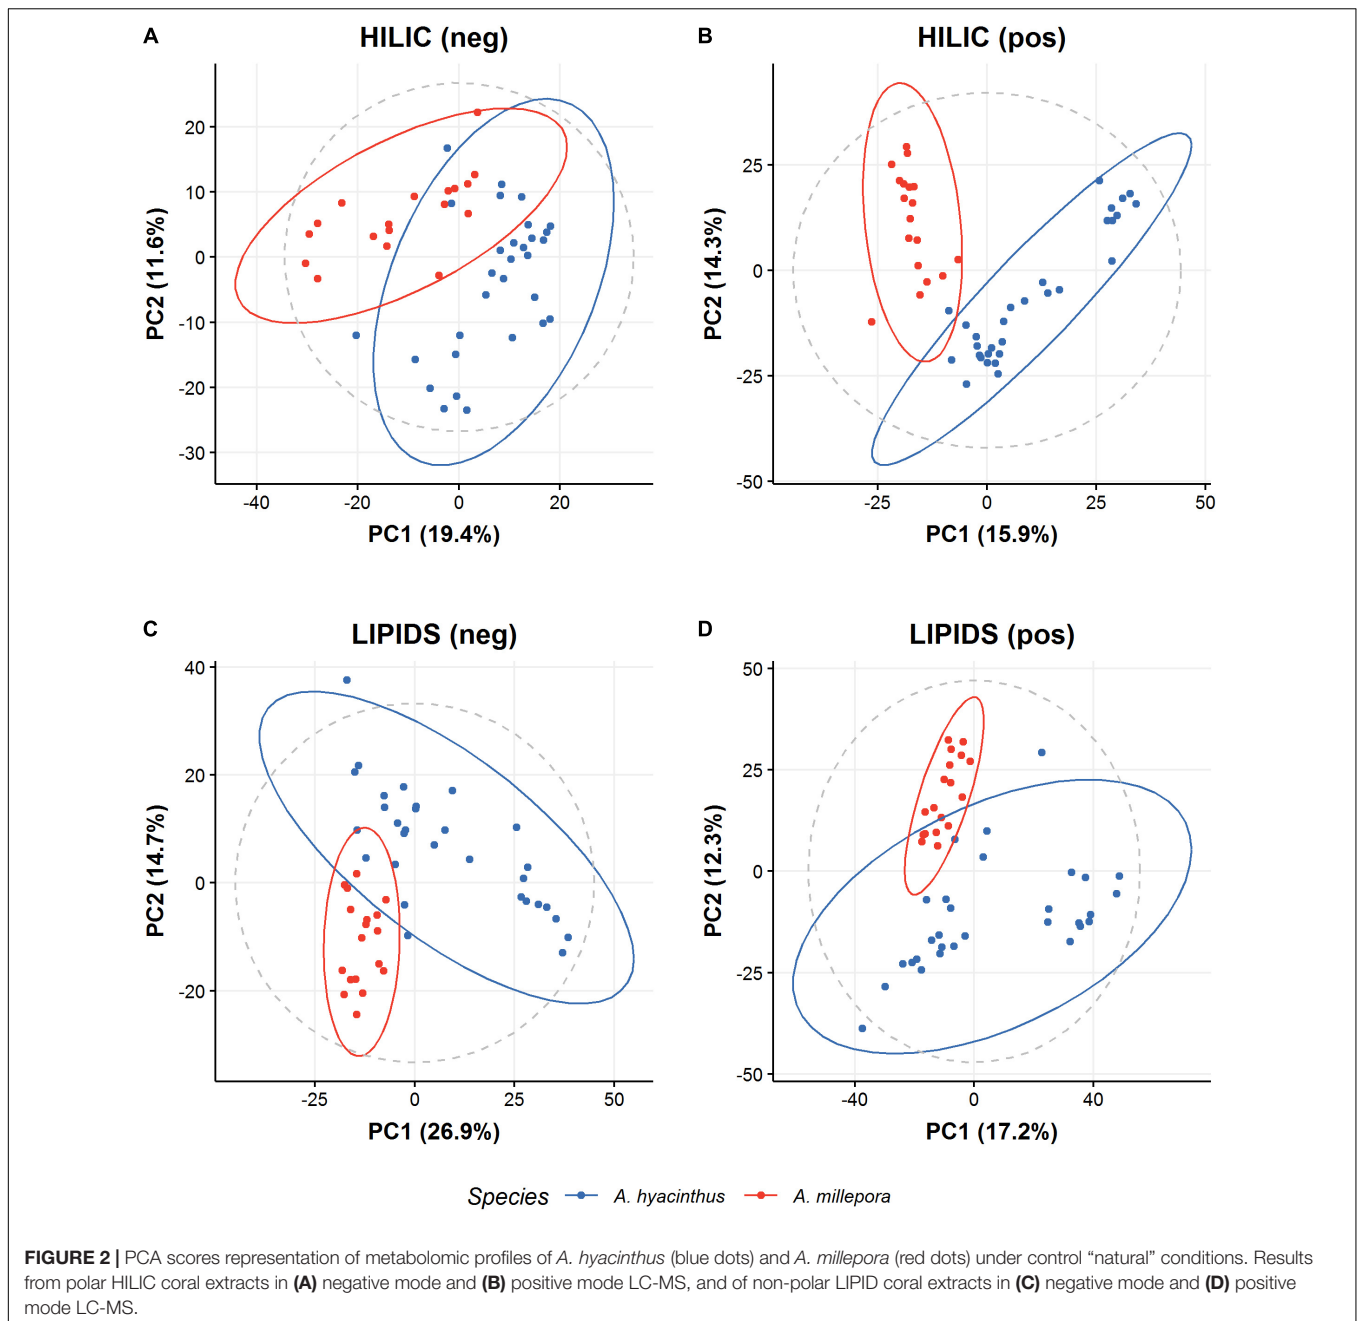 A
HILIC (neg)
20
10
0
-10
-20
-30
PC2 (11.6%)
-40
-20
0
20
PC1 (19.4%)
B
HILIC (pos)
25
0
-25
-50
PC2 (14.3%)
-25
0
25
50
PC1 (15.9%)
C
LIPIDS (neg)
40
20
0
-20
PC2 (14.7%)
-25
0
25
50
PC1 (26.9%)
D
LIPIDS (pos)
50
25
0
-25
-50
PC2 (12.3%)
-40
0
40
PC1 (17.2%)
Species A. hyacinthus A. millepora
FIGURE 2 | PCA scores representation of metabolomic profiles of A. hyacinthus (blue dots) and A. millepora (red dots) under control “natural” conditions. Results
from polar HILIC coral extracts in (A) negative mode and (B) positive mode LC-MS, and of non-polar LIPID coral extracts in (C) negative mode and (D) positive
mode LC-MS.